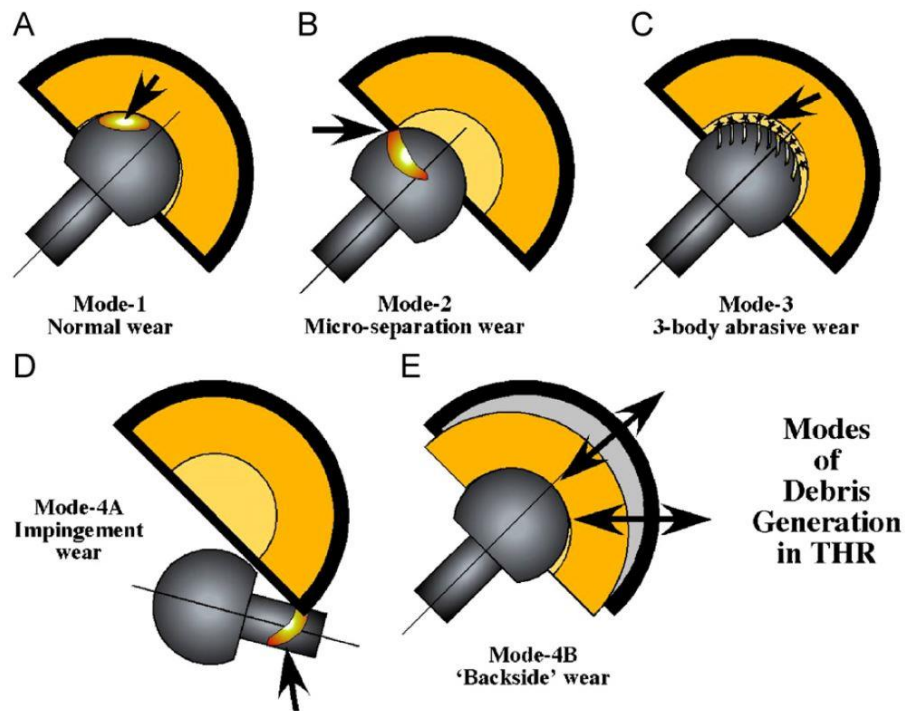 A
Mode-1
Normal wear
B
Mode-2
Micro-separation wear
C
Mode-3
3-body abrasive wear
D
Mode-4A
Impingement
wear
E
Mode-4B
‘Backside’ wear
Modes
of
Debris
Generation
in THR